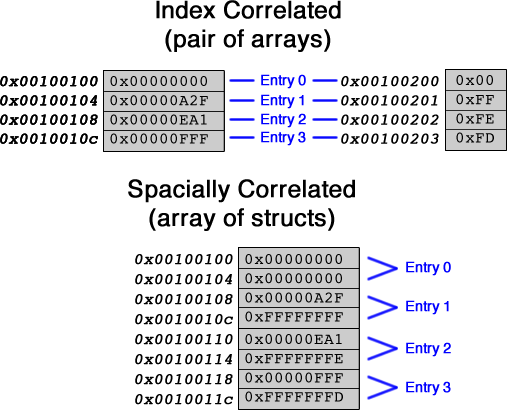 Index Correlated
(pair of arrays)
0x00100100 0x00000000 Entry 0 0x00100200 0x00
0x00100104 0x00000A2F Entry 1 0x00100201 0xFF
0x00100108 0x00000EA1 Entry 2 0x00100202 0xFE
0x0010010c 0x00000FFF Entry 3 0x00100203 0xFD
Spacially Correlated
(array of structs)
0x00100100 0x00000000
Entry 0
0x00100104 0x00000000
0x00100108 0x00000A2F
Entry 1
0x0010010c 0xFFFFFFFF
0x00100110 0x00000EA1
Entry 2
0x00100114 0xFFFFFFFE
0x00100118 0x00000FFF
Entry 3
0x0010011c 0xFFFFFFFD